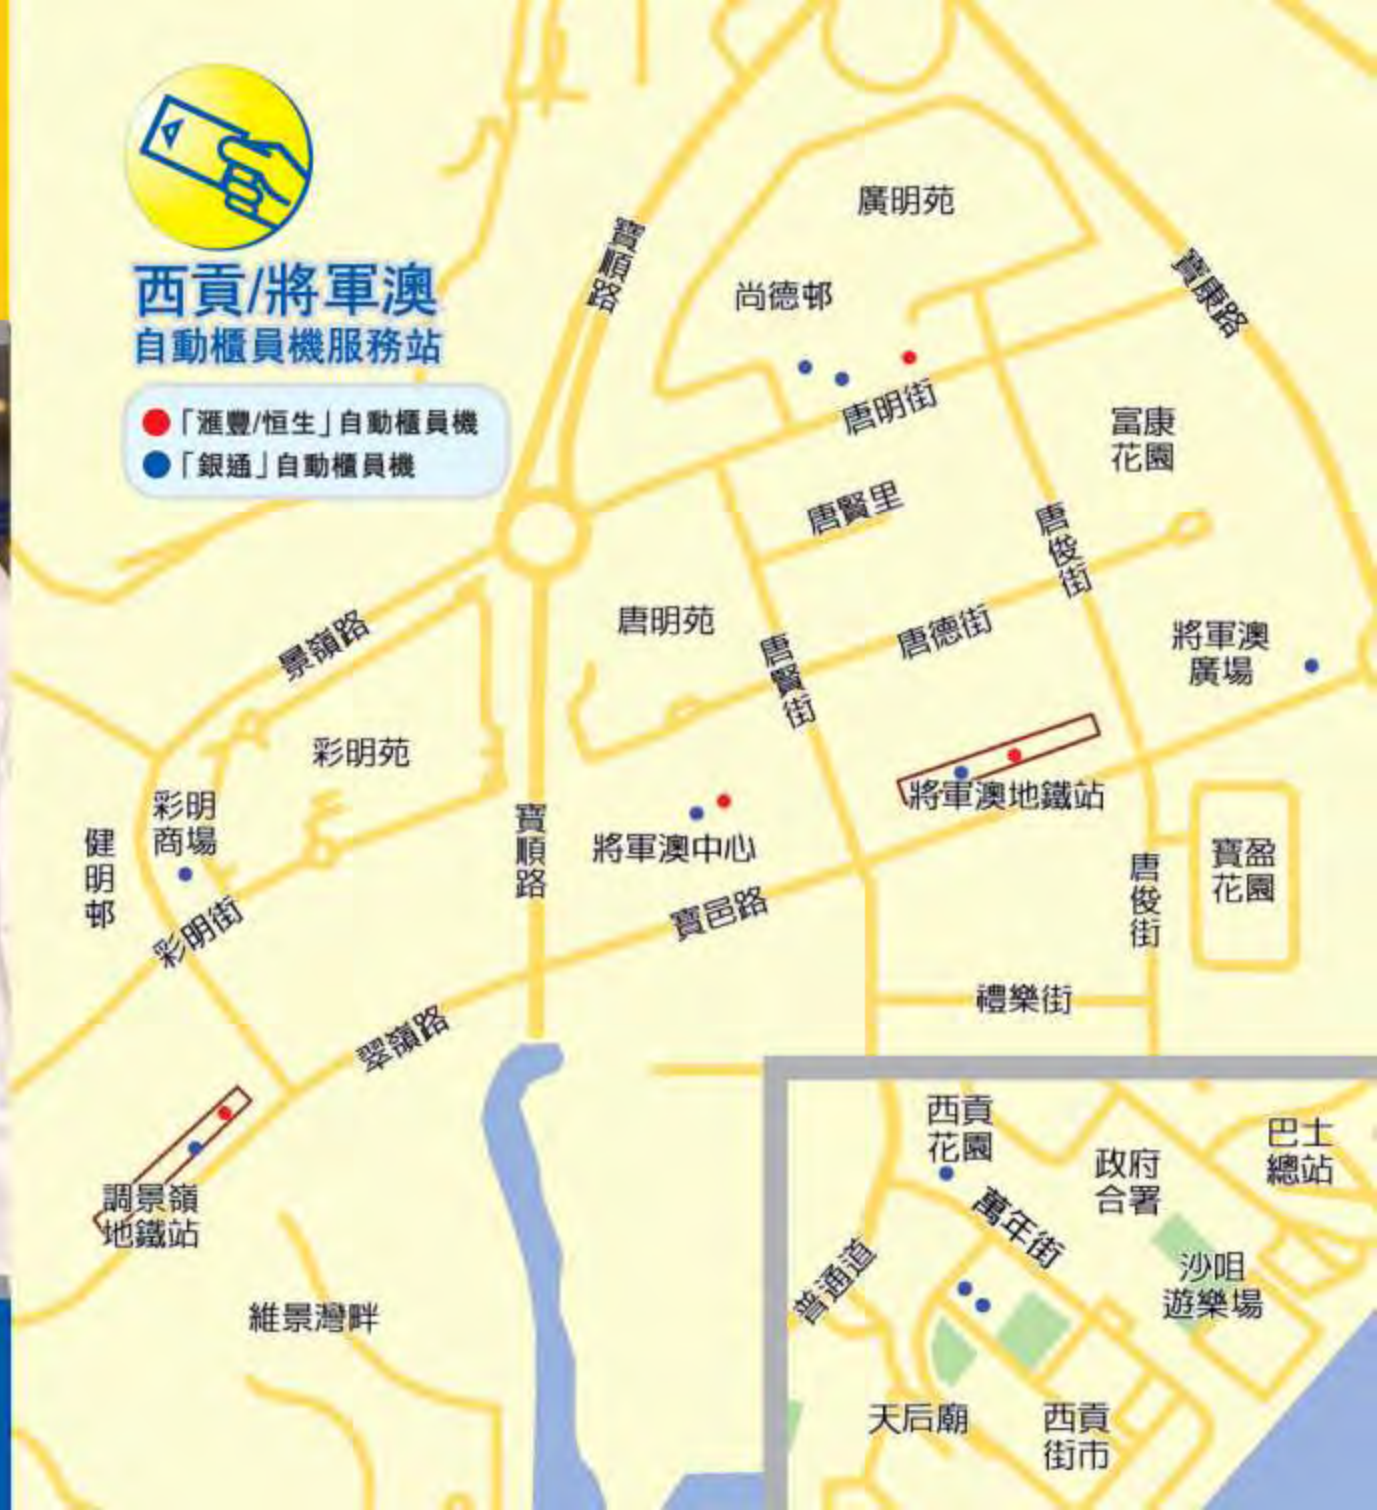 西貢/將軍澳
自動櫃員機服務站
「滙豐/恒生」自動櫃員機
「銀通」自動櫃員機
廣明苑
寶順路
尚德邨
寶康路
唐明街
富康
花園
唐賢里
唐俊街
唐明苑
景嶺路
唐德街
唐賢街
將軍澳
廣場
彩明苑
彩明
商場
將軍澳地鐵站
健明邨
寶順路
將軍澳中心
寶盈
花園
唐俊街
寶邑路
彩明街
禮樂街
翠嶺路
調景嶺
地鐵站
維景灣畔
西貢
花園
巴士
總站
政府
合署
萬年街
普通道
沙咀
遊樂場
天后廟
西貢
街市